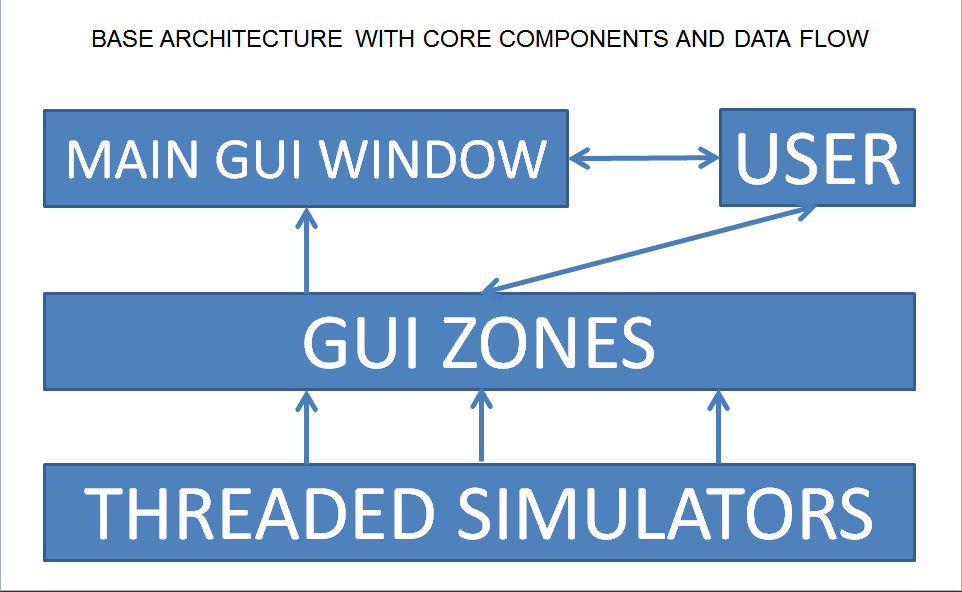 BASE ARCHITECTURE WITH CORE COMPONENTS AND DATA FLOW
MAIN GUI WINDOW
USER
GUI ZONES
THREADED SIMULATORS